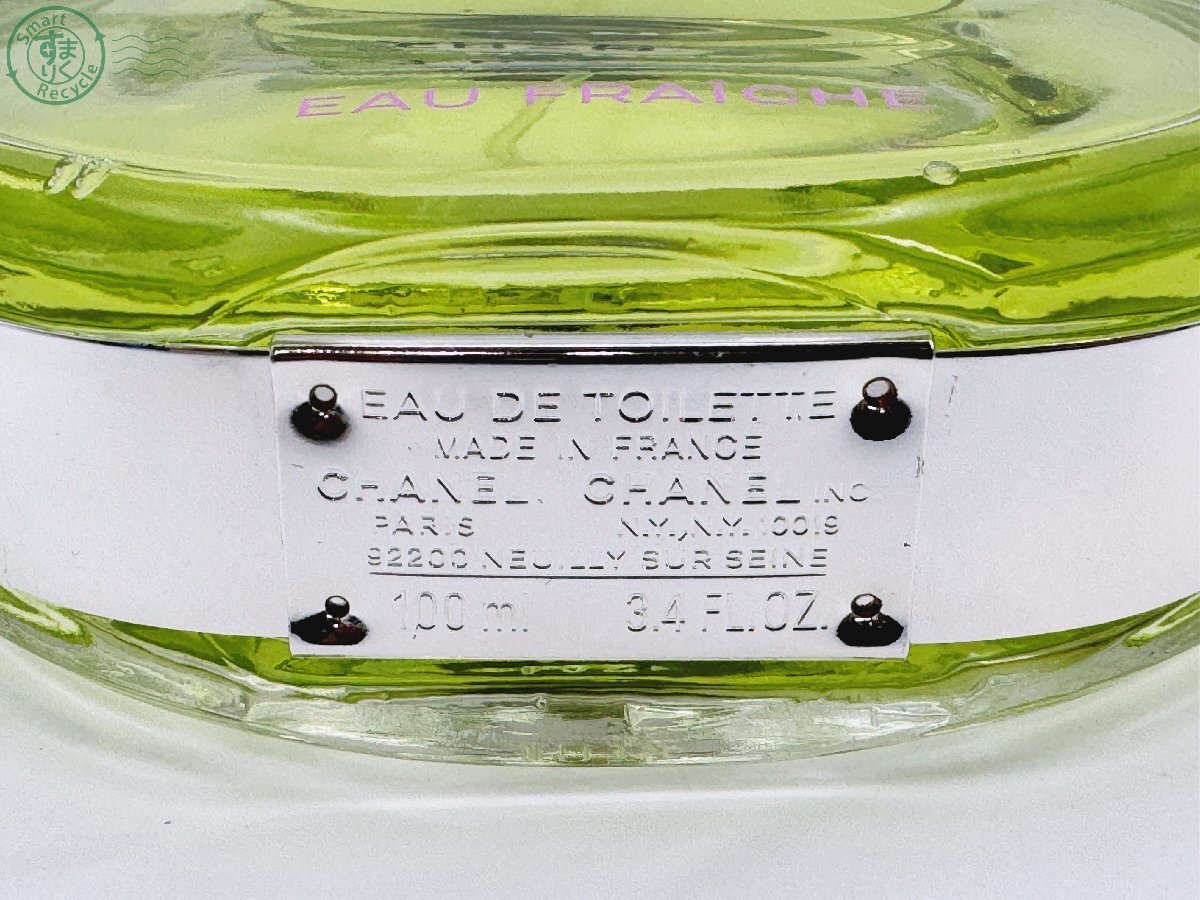 Smart
すまりく
Recycle
EAU FRAÎCHE
EAU DE TOILETTE
MADE IN FRANCE
CHANEL CHANEL INC
PARIS N.Y., N.Y. 10019
92200 NEUILLY SUR SEINE
100 ml 3.4 FL. OZ.